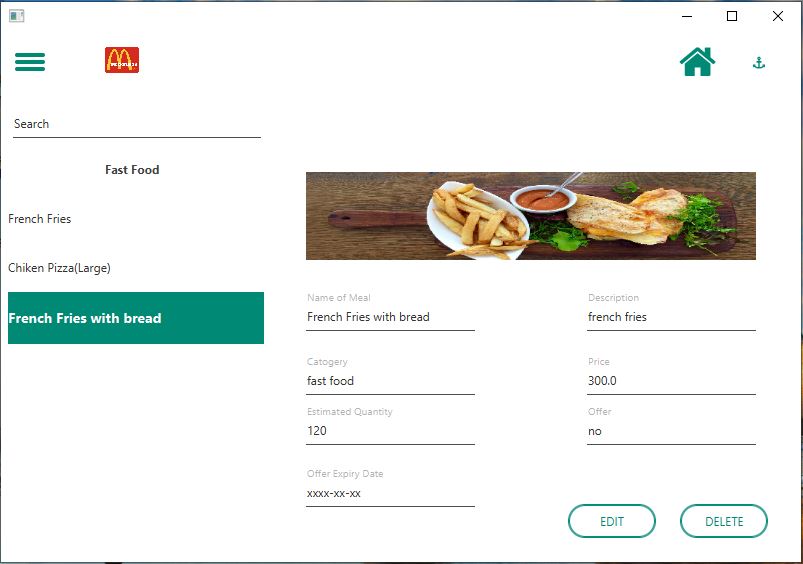 Search
Fast Food
French Fries
Chiken Pizza(Large)
French Fries with bread
Name of Meal
French Fries with bread
Description
french fries
Catogery
fast food
Price
300.0
Estimated Quantity
120
Offer
no
Offer Expiry Date
xxxx-xx-xx
EDIT
DELETE